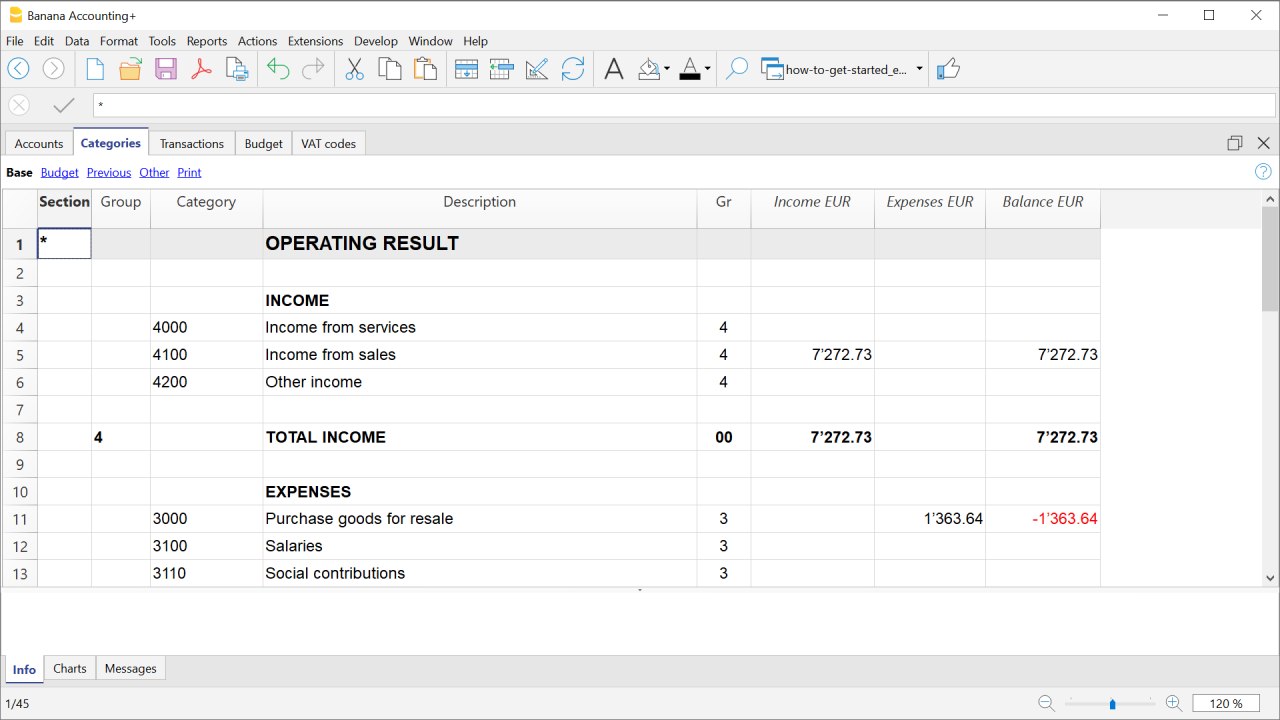 Banana Accounting+
File Edit Data Format Tools Reports Actions Extensions Develop Window Help
how-to-get-started_e...
*
Accounts Categories Transactions Budget VAT codes
Base Budget Previous Other Print
Section Group Category Description Gr Income EUR Expenses EUR Balance EUR
1 * OPERATING RESULT
2
3 INCOME
4 4000 Income from services 4
5 4100 Income from sales 4 7’272.73 7’272.73
6 4200 Other income 4
7
8 4 TOTAL INCOME 00 7’272.73 7’272.73
9
10 EXPENSES
11 3000 Purchase goods for resale 3 1’363.64 -1’363.64
12 3100 Salaries 3
13 3110 Social contributions 3
Info Charts Messages
1/45 120 %